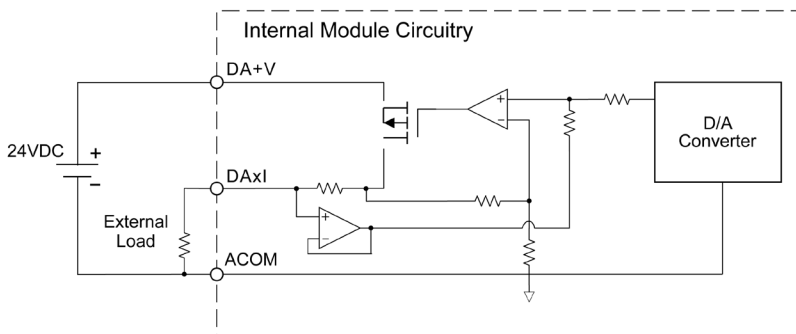 Internal Module Circuitry
DA+V
24VDC
+
−
+
−
D/A
Converter
DAxI
External
Load
+
−
ACOM